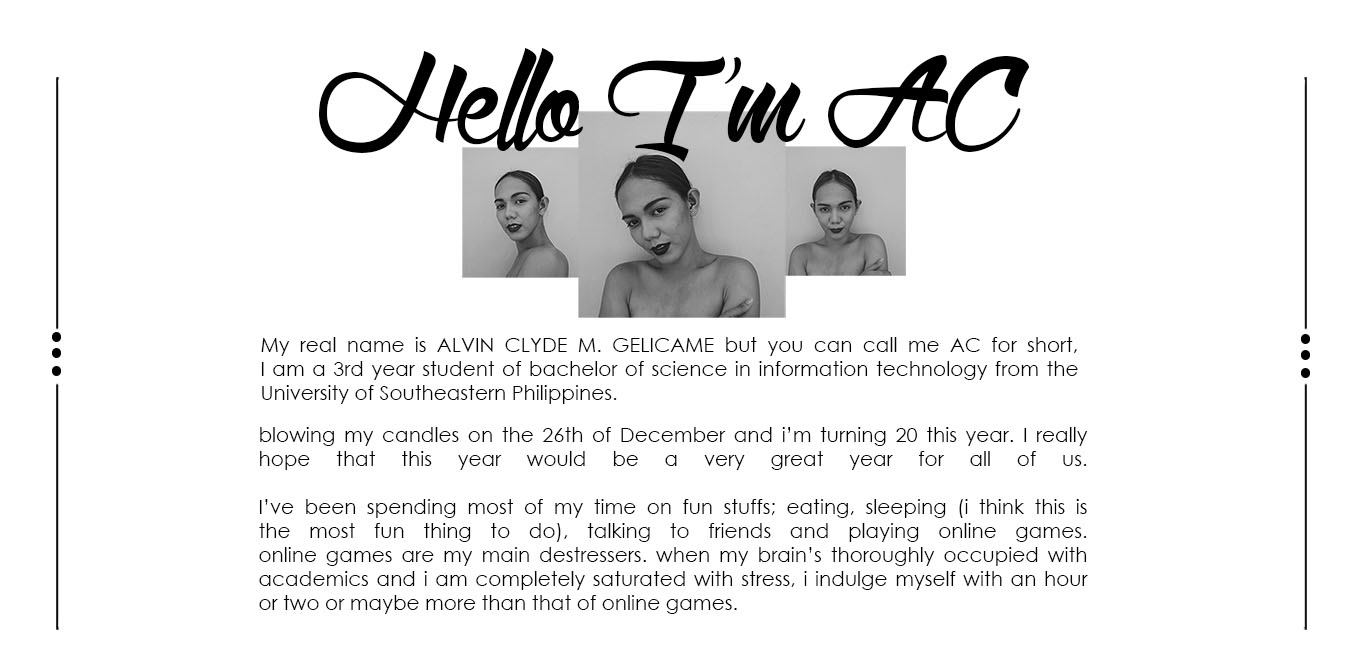 Hello I'm AC
My real name is ALVIN CLYDE M. GELICAME but you can call me AC for short,
I am a 3rd year student of bachelor of science in information technology from the
University of Southeastern Philippines.
blowing my candles on the 26th of December and i'm turning 20 this year. I really
hope that this year would be a very great year for all of us.
I've been spending most of my time on fun stuffs; eating, sleeping (i think this is
the most fun thing to do), talking to friends and playing online games.
online games are my main destressers. when my brain's thoroughly occupied with
academics and i am completely saturated with stress, i indulge myself with an hour
or two or maybe more than that of online games.